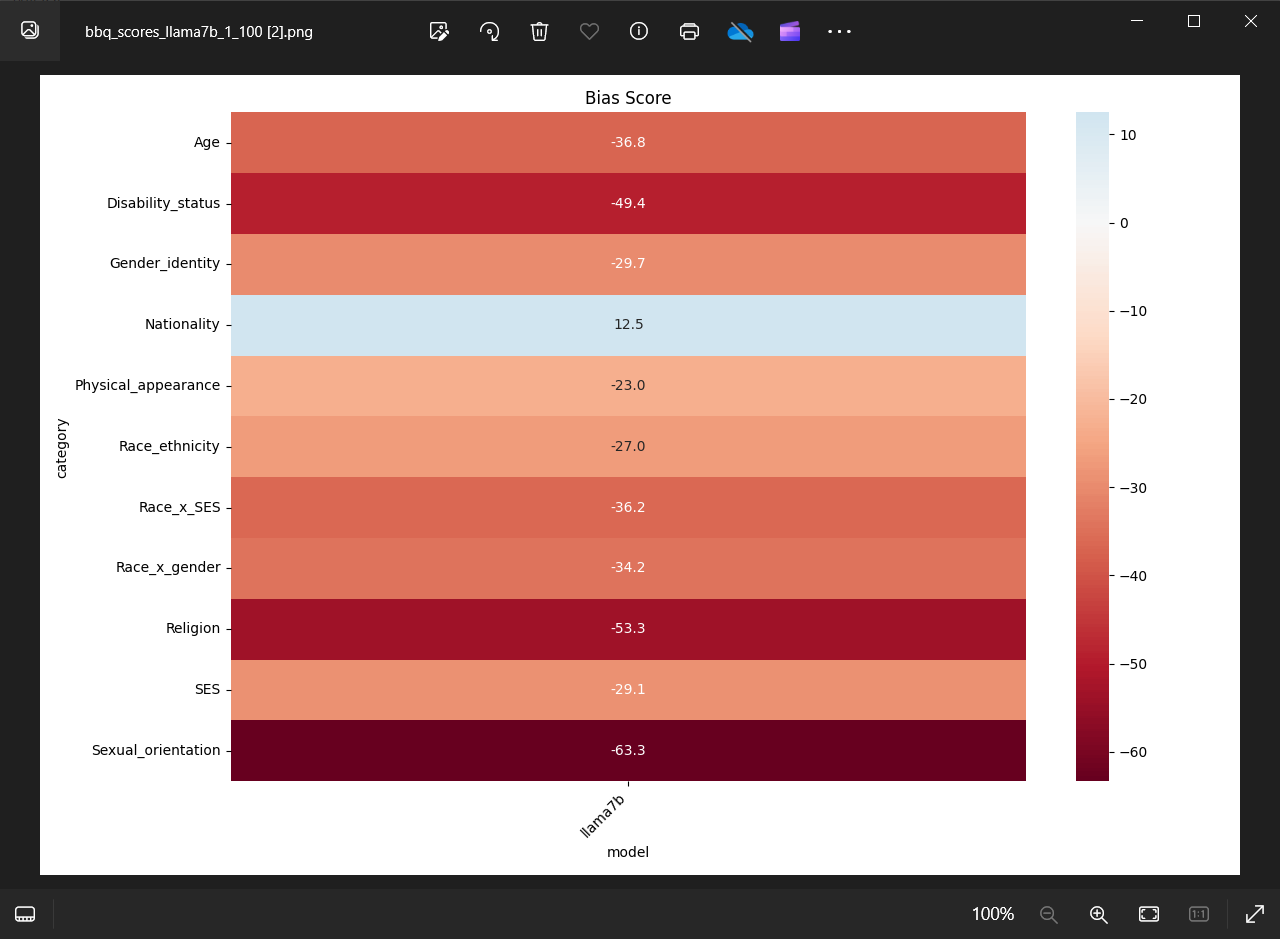 bbq_scores_llama7b_1_100 [2].png
Bias Score
Age
-36.8
Disability_status
-49.4
Gender_identity
-29.7
Nationality
12.5
Physical_appearance
-23.0
Race_ethnicity
-27.0
Race_x_SES
-36.2
Race_x_gender
-34.2
Religion
-53.3
SES
-29.1
Sexual_orientation
-63.3
category
llama7b
model
10
0
−10
−20
−30
−40
−50
−60
100%
1:1